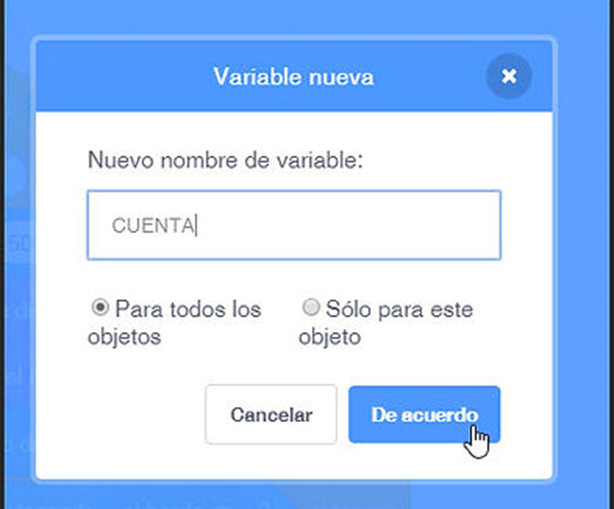 Variable nueva
Nuevo nombre de variable:
CUENTA
Para todos los objetos
Sólo para este objeto
Cancelar
De acuerdo